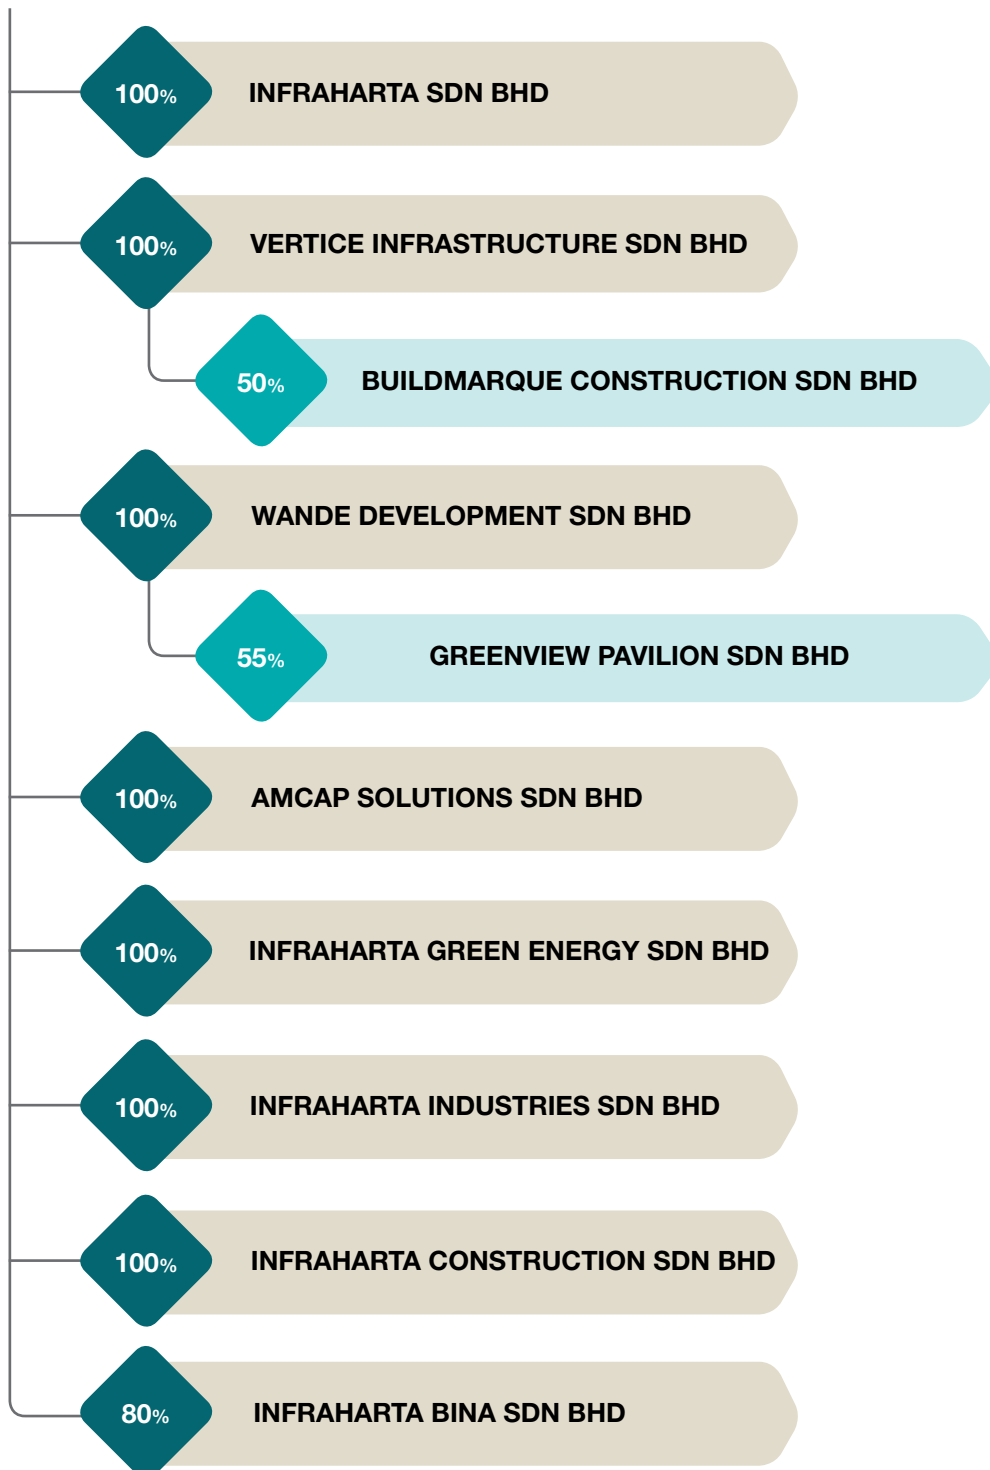 100% INFRAHARTA SDN BHD
100% VERTICE INFRASTRUCTURE SDN BHD
50% BUILDMARQUE CONSTRUCTION SDN BHD
100% WANDE DEVELOPMENT SDN BHD
55% GREENVIEW PAVILION SDN BHD
100% AMCAP SOLUTIONS SDN BHD
100% INFRAHARTA GREEN ENERGY SDN BHD
100% INFRAHARTA INDUSTRIES SDN BHD
100% INFRAHARTA CONSTRUCTION SDN BHD
80% INFRAHARTA BINA SDN BHD